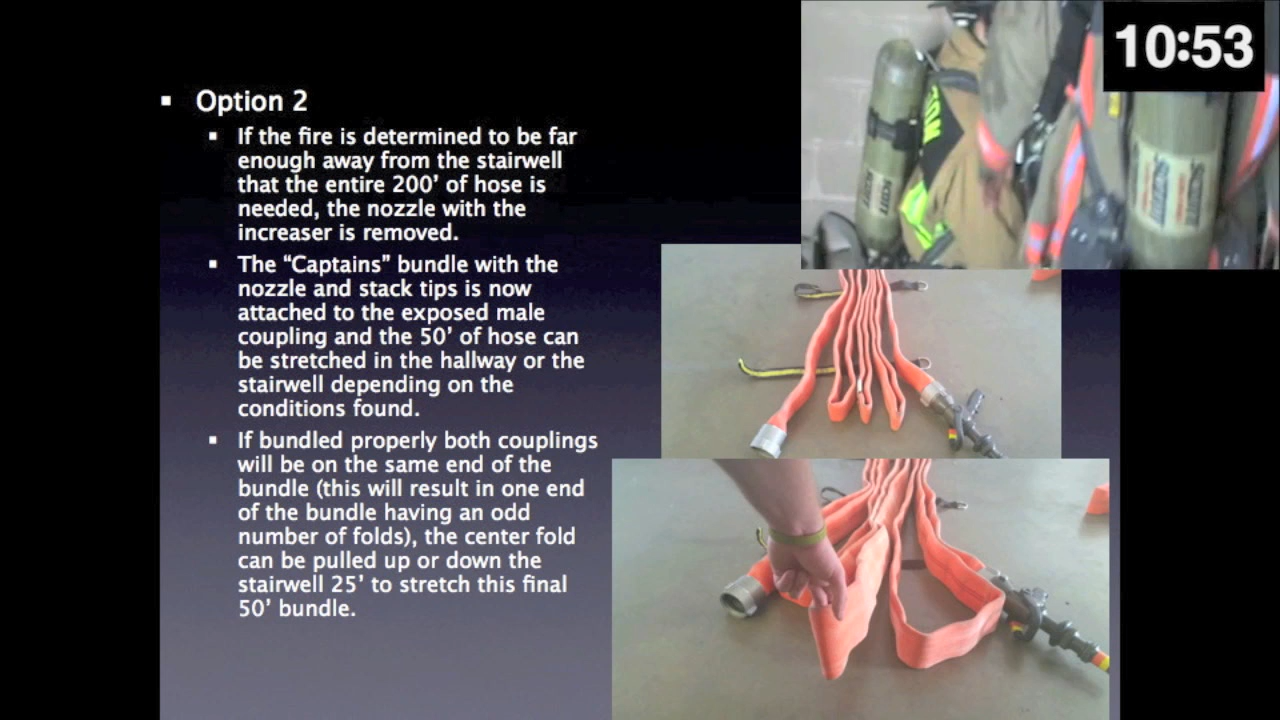 10:53
Option 2
If the fire is determined to be far
enough away from the stairwell
that the entire 200’ of hose is
needed, the nozzle with the
increaser is removed.
The “Captains” bundle with the
nozzle and stack tips is now
attached to the exposed male
coupling and the 50’ of hose can
be stretched in the hallway or the
stairwell depending on the
conditions found.
If bundled properly both couplings
will be on the same end of the
bundle (this will result in one end
of the bundle having an odd
number of folds), the center fold
can be pulled up or down the
stairwell 25’ to stretch this final
50’ bundle.